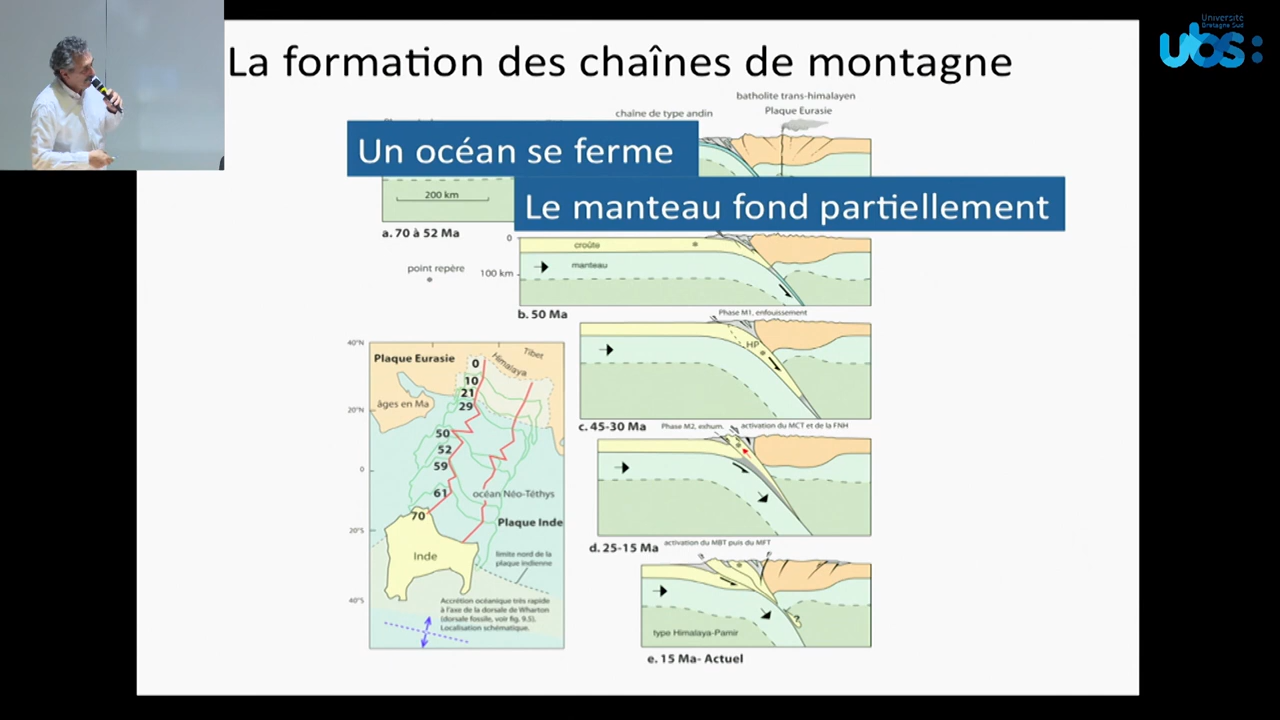 Université
Bretagne Sud
ubs:
La formation des chaînes de montagne
batholite trans-himalayen
chaîne de type andin
Plaque Eurasie
Un océan se ferme
Le manteau fond partiellement
200 km
a. 70 à 52 Ma
0
croûte
point repère
100 km
manteau
b. 50 Ma
Phase M1, enfouissement
HP
c. 45-30 Ma
Phase M2, exhum.
activation du MCT et de la FNH
d. 25-15 Ma
activation du MBT puis du MFT
?
type Himalaya-Pamir
e. 15 Ma- Actuel
40°N
Plaque Eurasie
0
Himalaya
Tibet
10
21
âges en Ma
29
20°N
50
52
59
0
61
océan Néo-Téthys
70
Plaque Inde
20°S
Inde
limite nord de la
plaque indienne
40°S
Accrétion océanique très rapide
à l'axe de la dorsale de Wharton
(dorsale fossile, voir fig. 9.5).
Localisation schématique.